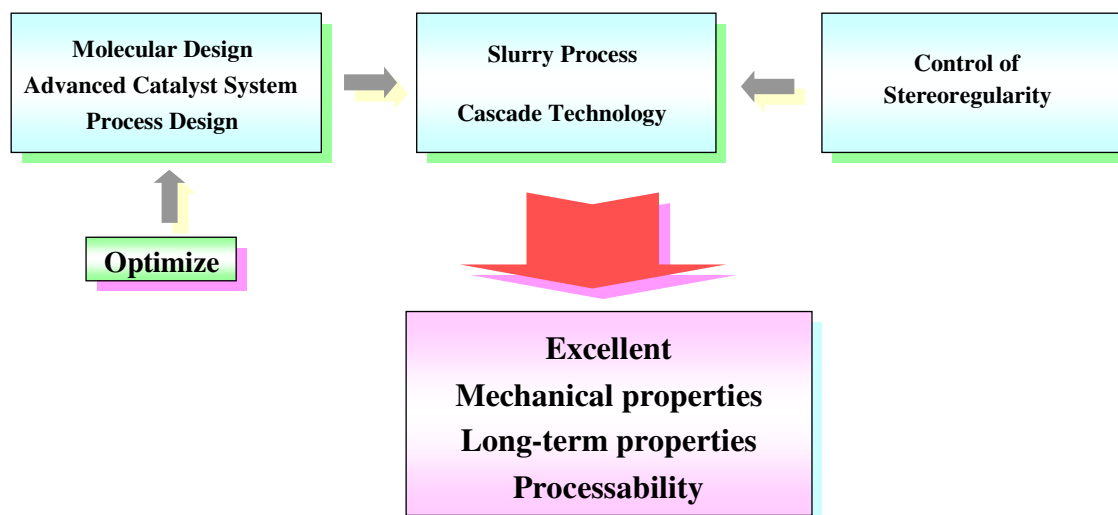 Molecular Design
Advanced Catalyst System
Process Design
Slurry Process
Cascade Technology
Control of
Stereoregularity
Optimize
Excellent
Mechanical properties
Long-term properties
Processability